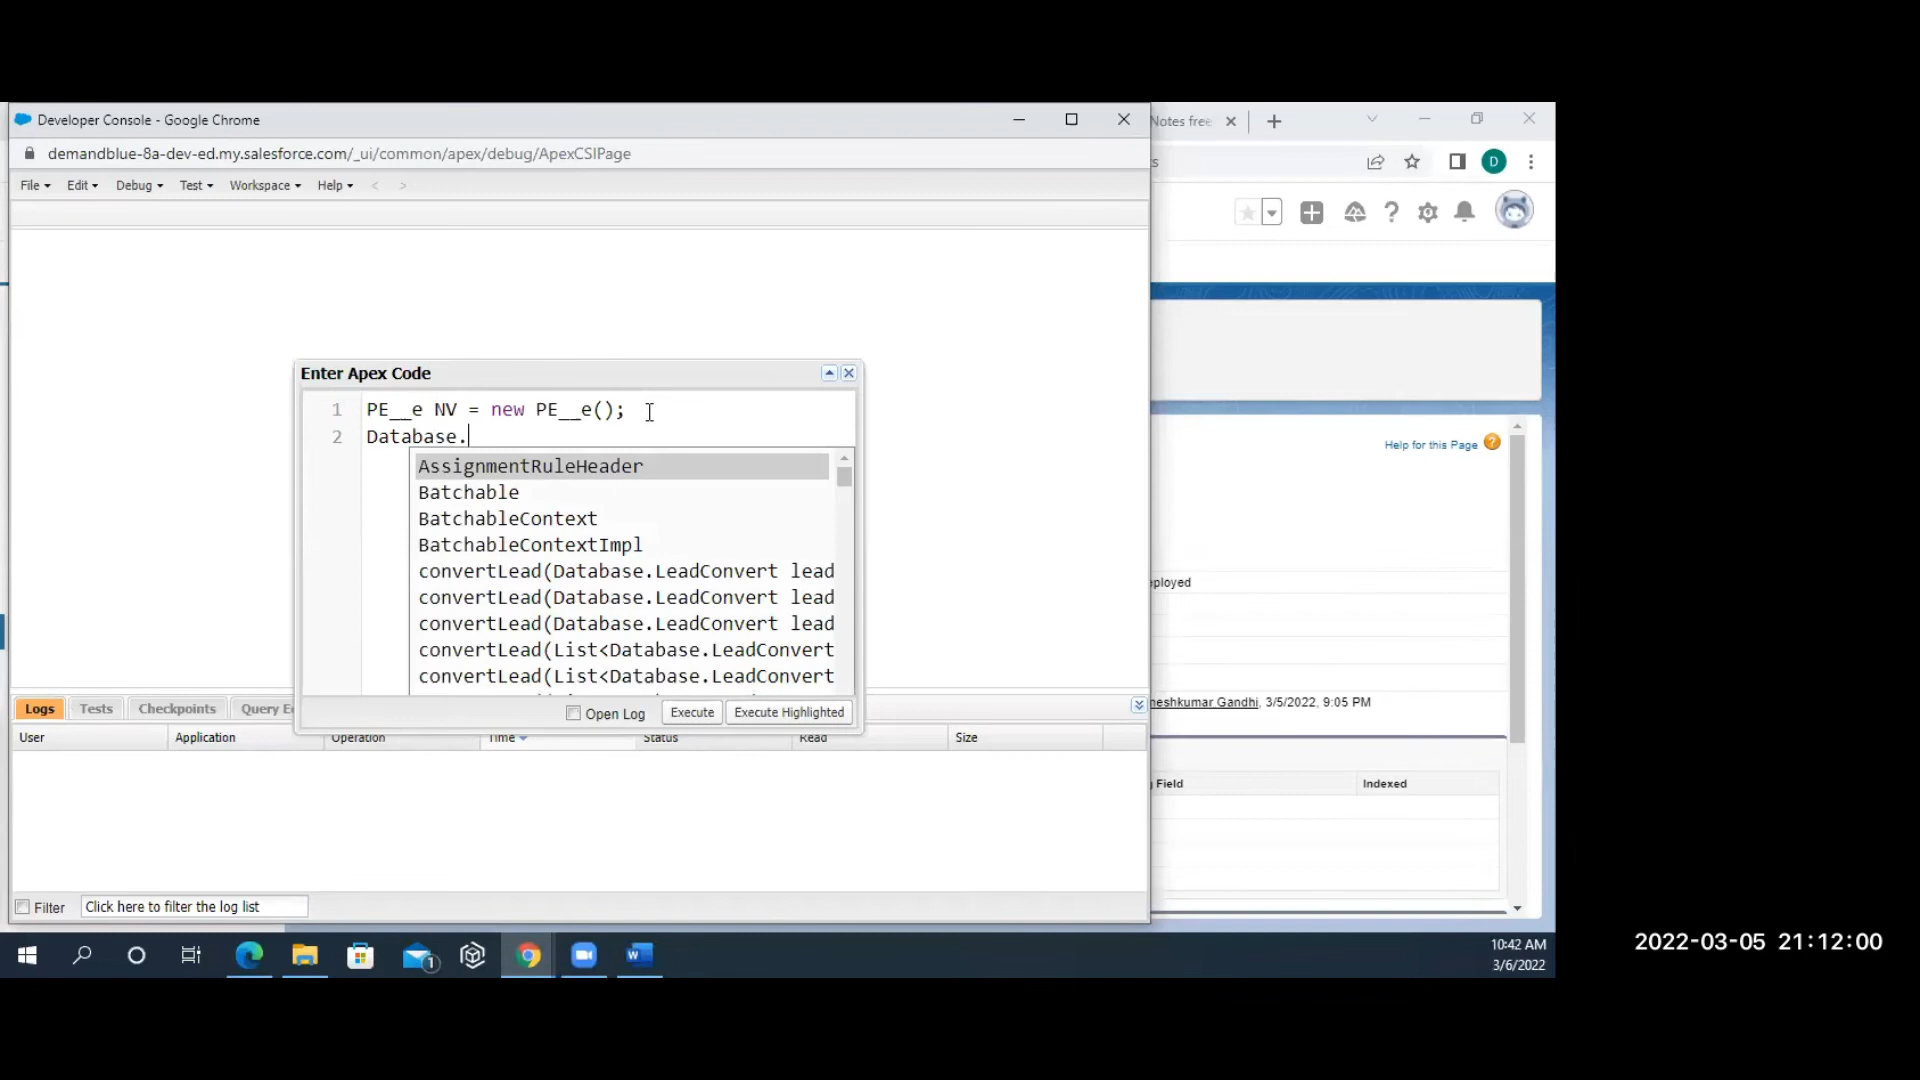 Developer Console - Google Chrome
Notes free
demandblue-8a-dev-ed.my.salesforce.com/_ui/common/apex/debug/ApexCSIPage
D
File Edit Debug Test Workspace Help < >
Enter Apex Code
1 PE__e NV = new PE__e();
2 Database.
AssignmentRuleHeader
Batchable
BatchableContext
BatchableContextImpl
convertLead(Database.LeadConvert lead
convertLead(Database.LeadConvert lead
convertLead(Database.LeadConvert lead
convertLead(List<Database.LeadConvert
convertLead(List<Database.LeadConvert
Open Log Execute Execute Highlighted
Help for this Page
eployed
neshkumar Gandhi, 3/5/2022, 9:05 PM
Field Indexed
Logs Tests Checkpoints Query E
User Application Operation Time Status Read Size
Filter Click here to filter the log list
1
10:42 AM
3/6/2022
2022-03-05 21:12:00